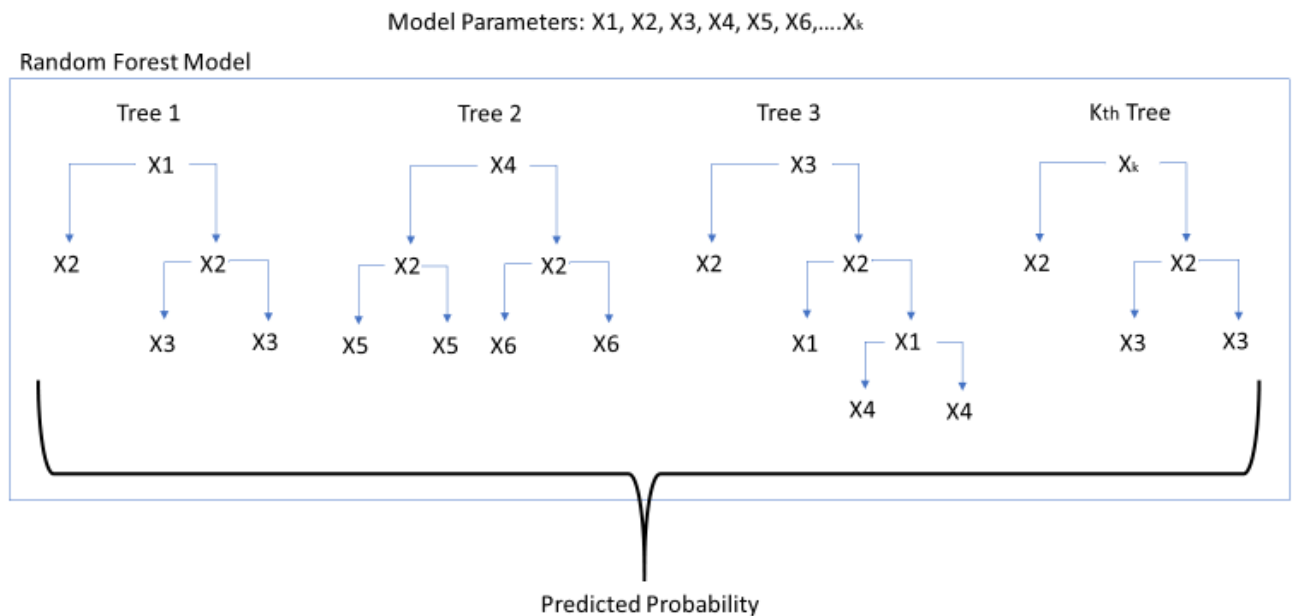 Model Parameters: X1, X2, X3, X4, X5, X6,....Xk
Random Forest Model
Tree 1 Tree 2 Tree 3 Kth Tree
X1 X4 X3 Xk
X2 X2 X2 X2 X2 X2 X2 X2
X3 X3 X5 X5 X6 X6 X1 X1 X3 X3
X4 X4
Predicted Probability